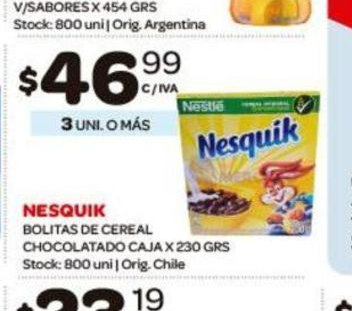 V/SABORES X 454 GRS
Stock: 800 uni | Orig. Argentina
$46.99
C/IVA
3 UNI. O MÁS
Nestlé
Nesquik
NESQUIK
BOLITAS DE CEREAL
CHOCOLATADO CAJA X 230 GRS
Stock: 800 uni | Orig. Chile
19